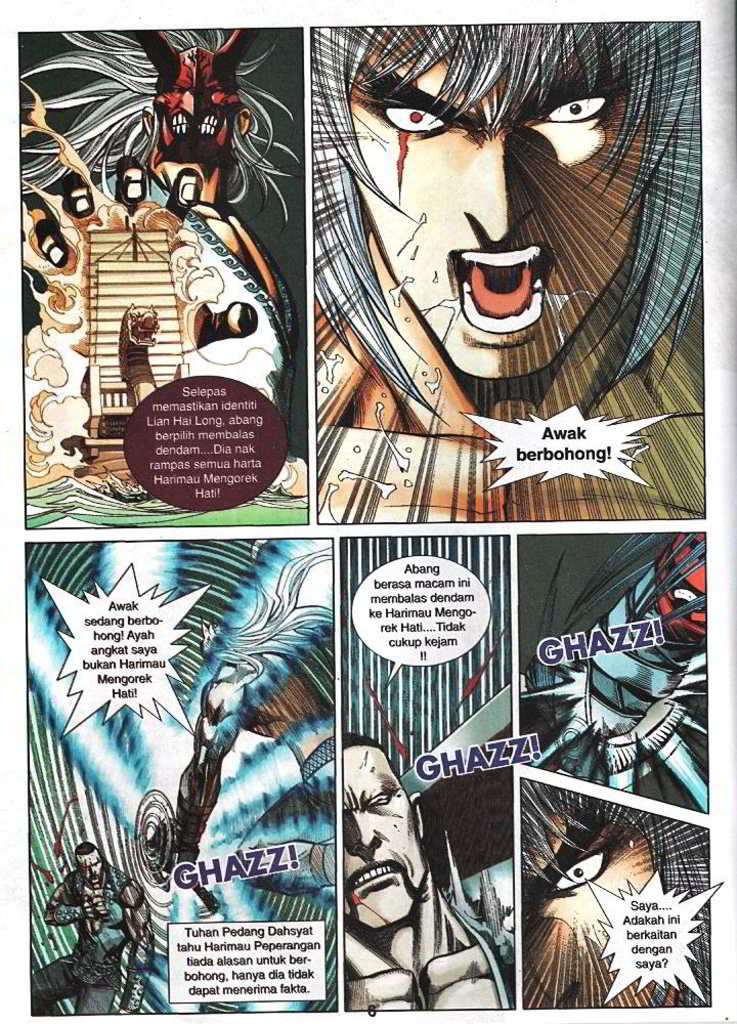 Selepas
memastikan identiti
Lian Hai Long, abang
berpilih membalas
dendam....Dia nak
rampas semua harta
Harimau Mengorek
Hati!
Awak
berbohong!
Awak
sedang berbo-
hong! Ayah
angkat saya
bukan Harimau
Mengorek
Hati!
GHAZZ!
Tuhan Pedang Dahsyat
tahu Harimau Peperangan
tiada alasan untuk ber-
bohong, hanya dia tidak
dapat menerima fakta.
Abang
berasa macam ini
membalas dendam
ke Harimau Mengo-
rek Hati....Tidak
cukup kejam
!!
GHAZZ!
GHAZZ!
Saya....
Adakah ini
berkaitan
dengan
saya?
6